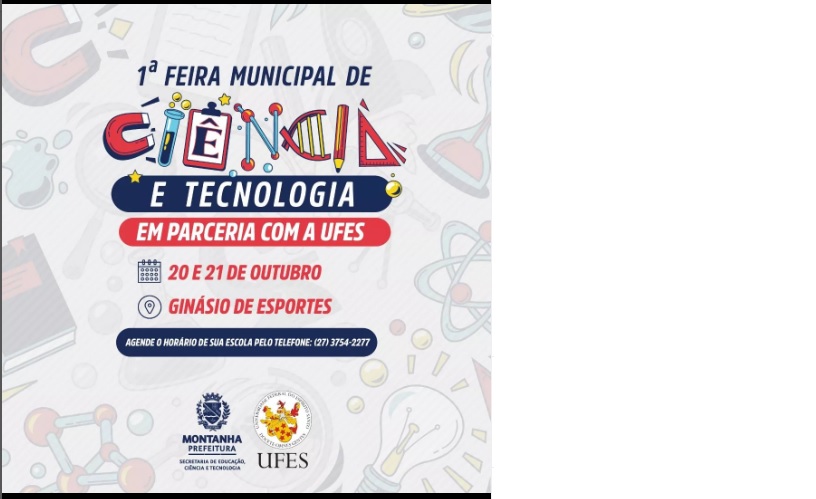 1ª FEIRA MUNICIPAL DE
CIÊNCIA
E TECNOLOGIA
EM PARCERIA COM A UFES
20 E 21 DE OUTUBRO
GINÁSIO DE ESPORTES
AGENDE O HORÁRIO DE SUA ESCOLA PELO TELEFONE: (27) 3754-2277
MONTANHA
PREFEITURA
SECRETARIA DE EDUCAÇÃO,
CIÊNCIA E TECNOLOGIA
UFES